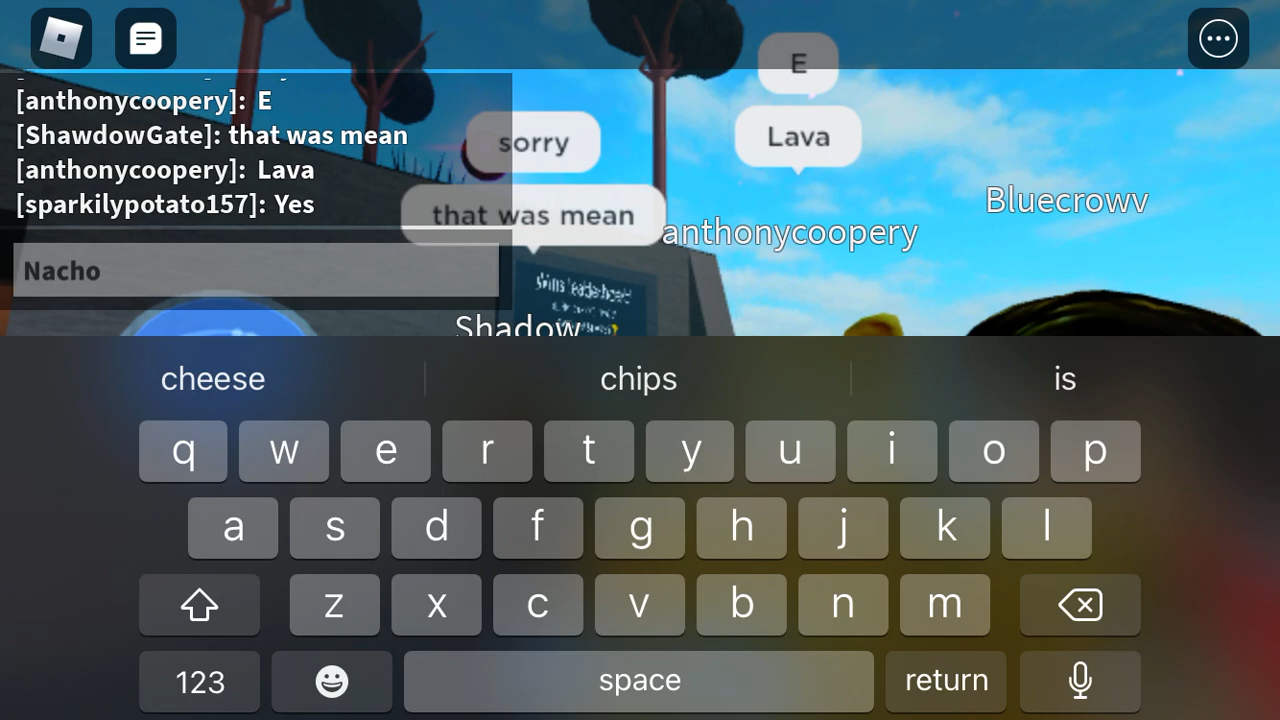 E
[anthonycoopery]: E
[ShawdowGate]: that was mean
sorry
Lava
[anthonycoopery]: Lava
[sparkilypotato157]: Yes
that was mean
Bluecrowv
anthonycoopery
Nacho
Shadow
cheese chips is
q w e r t y u i o p
a s d f g h j k l
z x c v b n m
123 space return